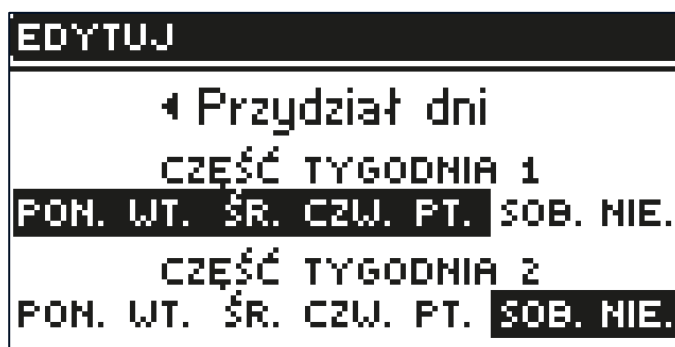 EDYTUJ
Przydział dni
CZĘŚĆ TYGODNIA 1
PON. WT. ŚR. CZW. PT. SOB. NIE.
CZĘŚĆ TYGODNIA 2
PON. WT. ŚR. CZW. PT. SOB. NIE.